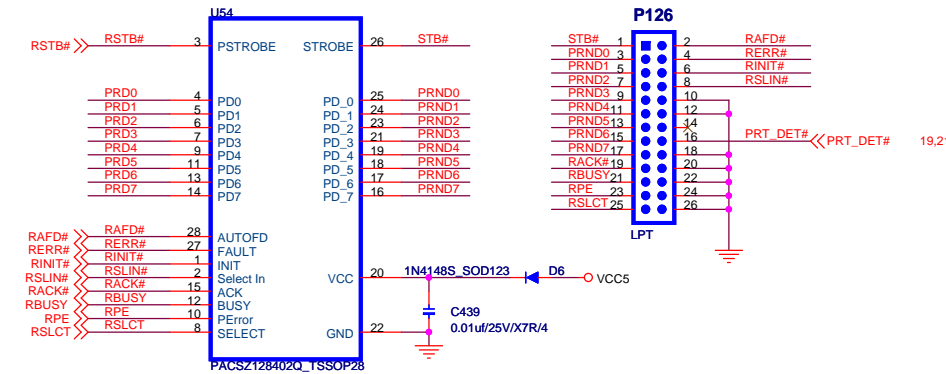 U54
P126
RSTB# RSTB# 3 PSTROBE STROBE 26 STB#
PRD0 4 PD0 PD_0 25 PRND0
PRD1 5 PD1 PD_1 24 PRND1
PRD2 6 PD2 PD_2 23 PRND2
PRD3 7 PD3 PD_3 21 PRND3
PRD4 9 PD4 PD_4 19 PRND4
PRD5 11 PD5 PD_5 18 PRND5
PRD6 13 PD6 PD_6 17 PRND6
PRD7 14 PD7 PD_7 16 PRND7
RAFD# RAFD# 28 AUTOFD
RERR# RERR# 27 FAULT
RINIT# RINIT# 1 INIT
RSLIN# RSLIN# 2 Select In
RACK# RACK# 15 ACK
RBUSY RBUSY 12 BUSY
RPE RPE 10 PError
RSLCT RSLCT 8 SELECT
VCC 20 1N4148S_SOD123 D6 VCC5
C439
0.01uf/25V/X7R/4
GND 22
PACSZ128402Q_TSSOP28
STB# 1 2 RAFD#
PRND0 3 4 RERR#
PRND1 5 6 RINIT#
PRND2 7 8 RSLIN#
PRND3 9 10
PRND4 11 12
PRND5 13 14
PRND6 15 16 PRT_DET# PRT_DET# 19,21
PRND7 17 18
RACK# 19 20
RBUSY 21 22
RPE 23 24
RSLCT 25 26
LPT